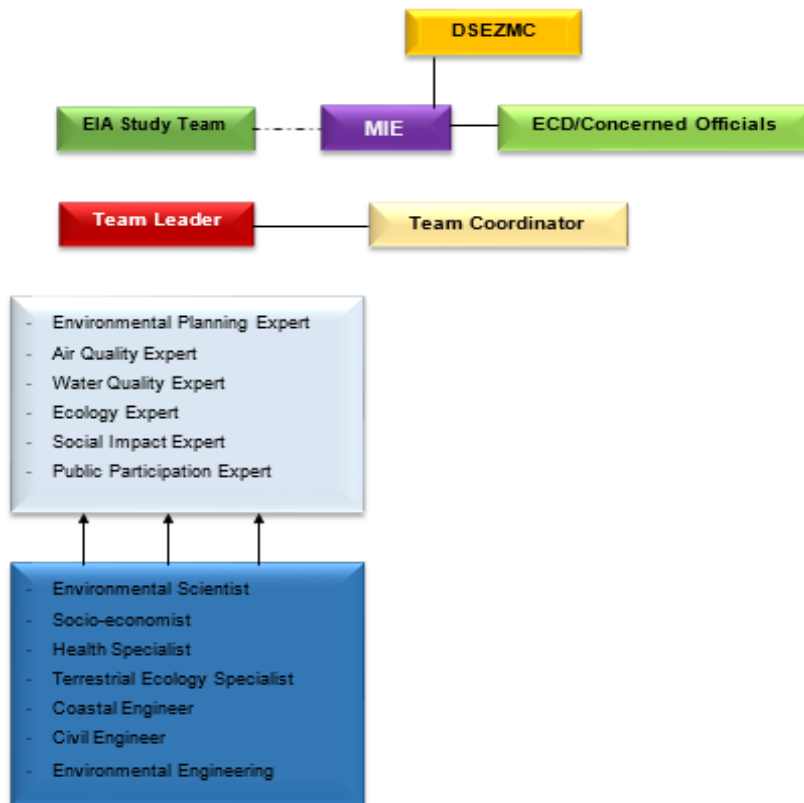 DSEZMC
EIA Study Team
MIE
ECD/Concerned Officials
Team Leader
Team Coordinator
- Environmental Planning Expert
- Air Quality Expert
- Water Quality Expert
- Ecology Expert
- Social Impact Expert
- Public Participation Expert
- Environmental Scientist
- Socio-economist
- Health Specialist
- Terrestrial Ecology Specialist
- Coastal Engineer
- Civil Engineer
- Environmental Engineering